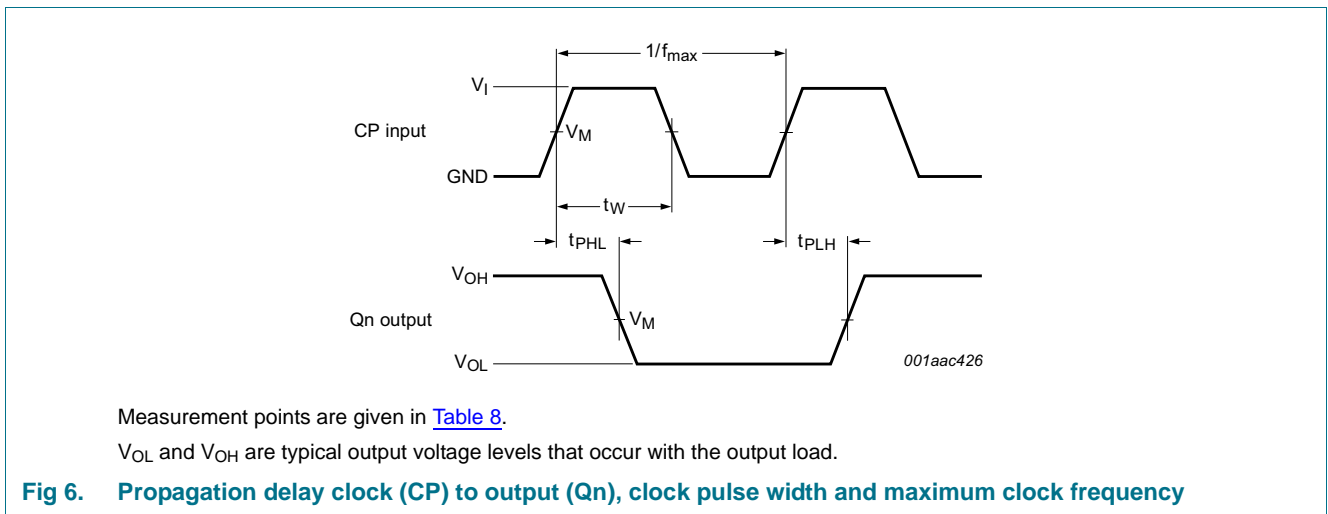 1/fmax
VI
CP input
VM
GND
tW
tPHL
tPLH
VOH
Qn output
VM
VOL
001aac426
Measurement points are given in Table 8.
VOL and VOH are typical output voltage levels that occur with the output load.
Fig 6. Propagation delay clock (CP) to output (Qn), clock pulse width and maximum clock frequency